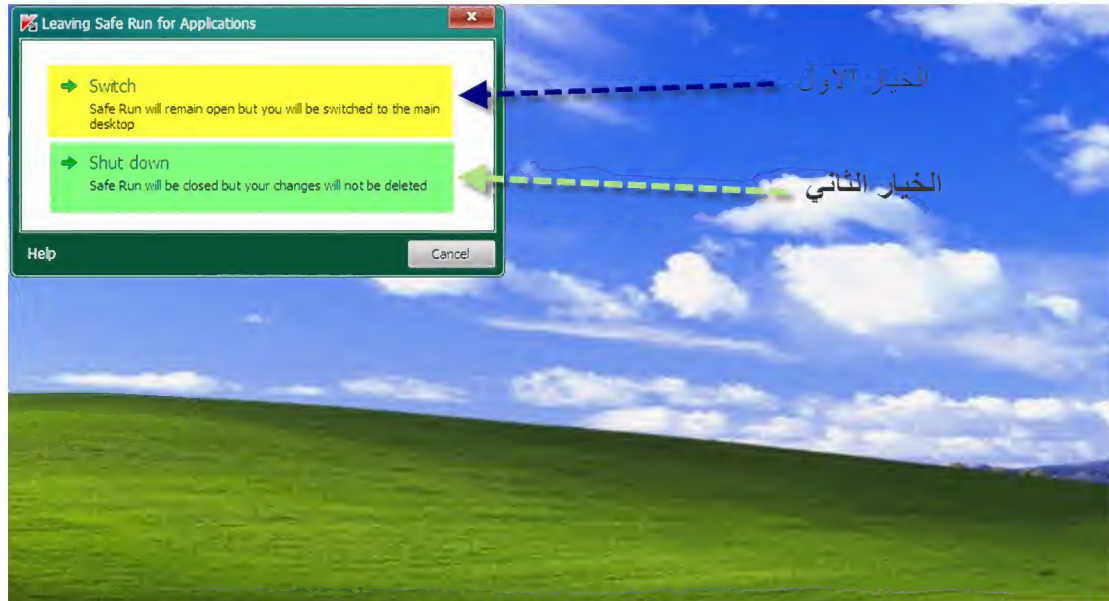 Leaving Safe Run for Applications
Switch
Safe Run will remain open but you will be switched to the main
desktop
الخيار الاول
Shut down
Safe Run will be closed but your changes will not be deleted
الخيار الثاني
Help
Cancel